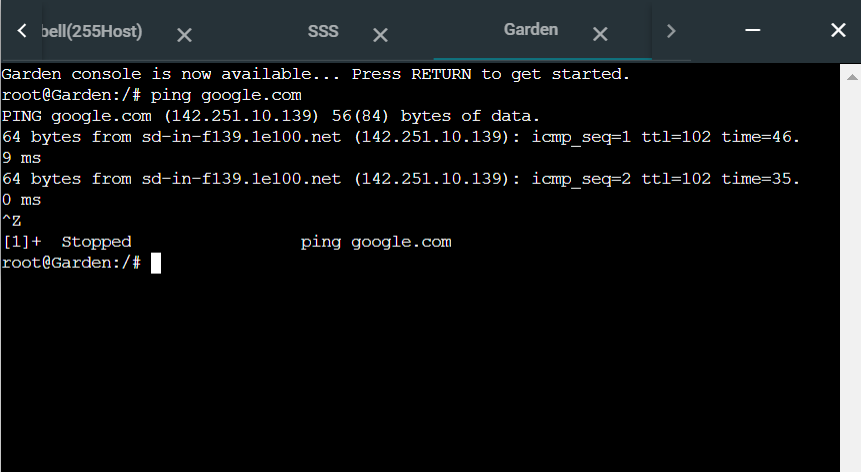 bell(255Host)
SSS
Garden
Garden console is now available... Press RETURN to get started.
root@Garden:/# ping google.com
PING google.com (142.251.10.139) 56(84) bytes of data.
64 bytes from sd-in-f139.1e100.net (142.251.10.139): icmp_seq=1 ttl=102 time=46.
9 ms
64 bytes from sd-in-f139.1e100.net (142.251.10.139): icmp_seq=2 ttl=102 time=35.
0 ms
^Z
[1]+  Stopped                 ping google.com
root@Garden:/#